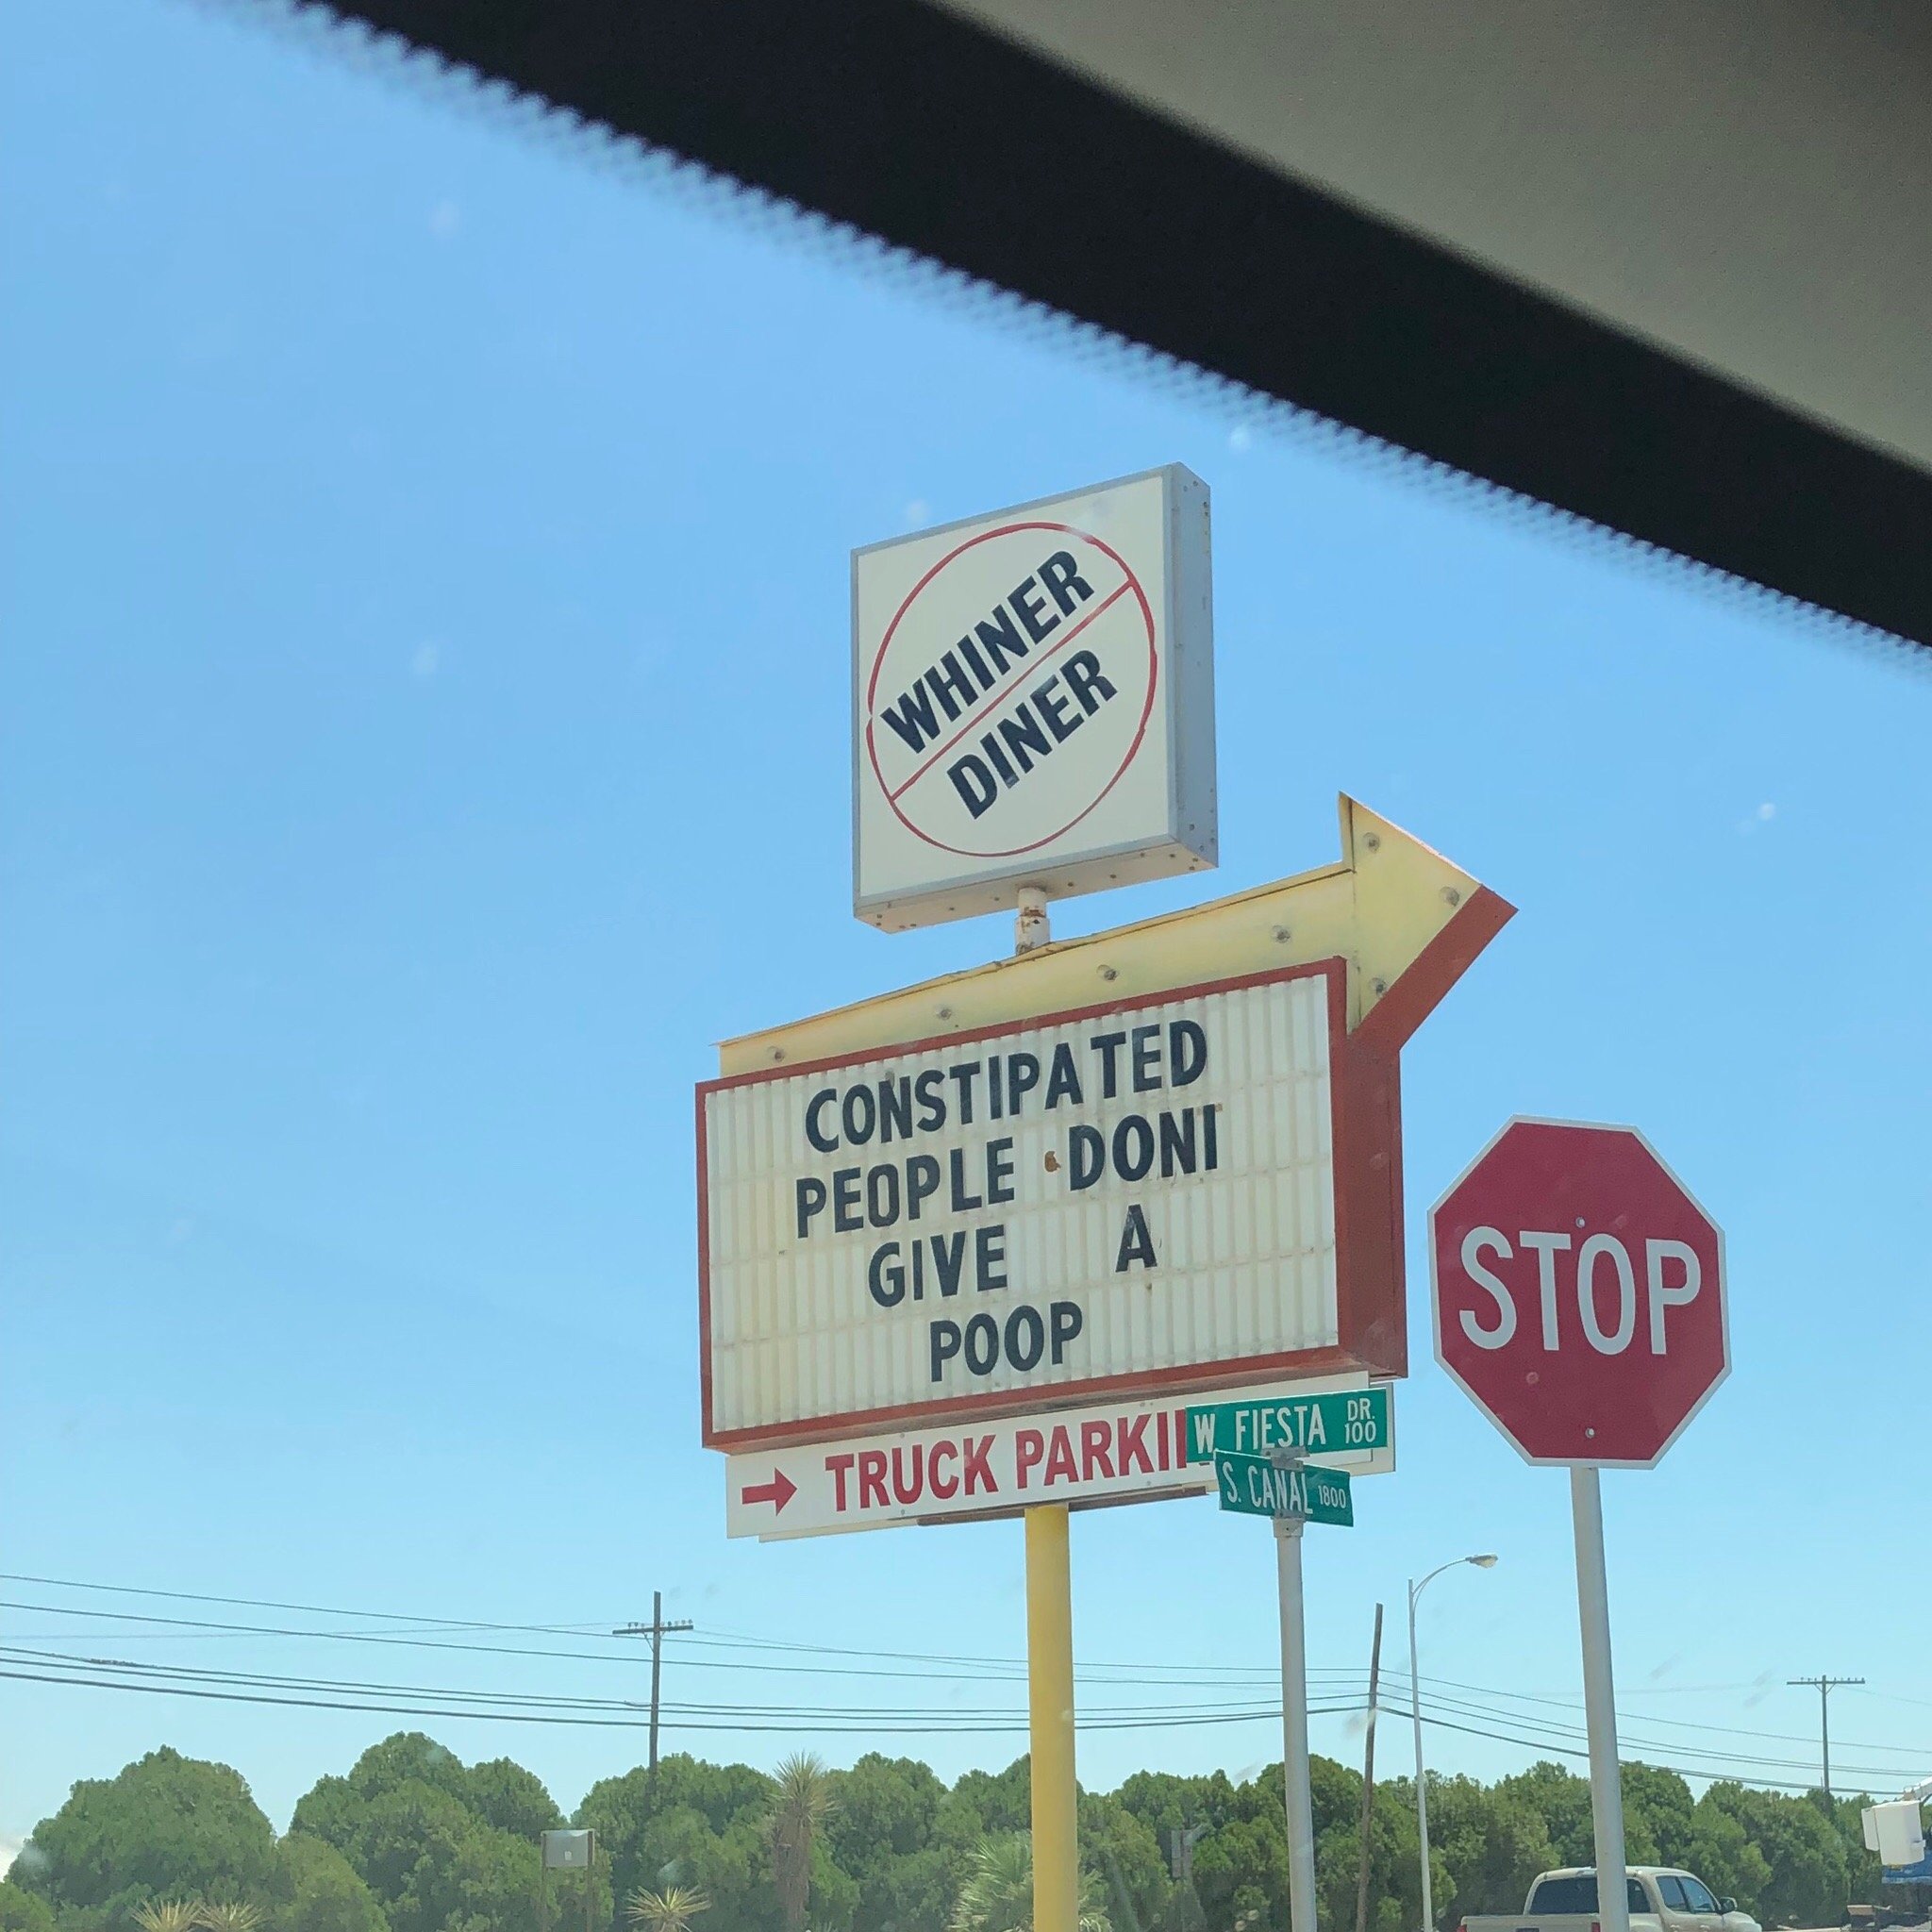 WHINER
DINER
CONSTIPATED
PEOPLE DONI
GIVE A
POOP
TRUCK PARKI
W. FIESTA DR. 100
S. CANAL 1800
STOP